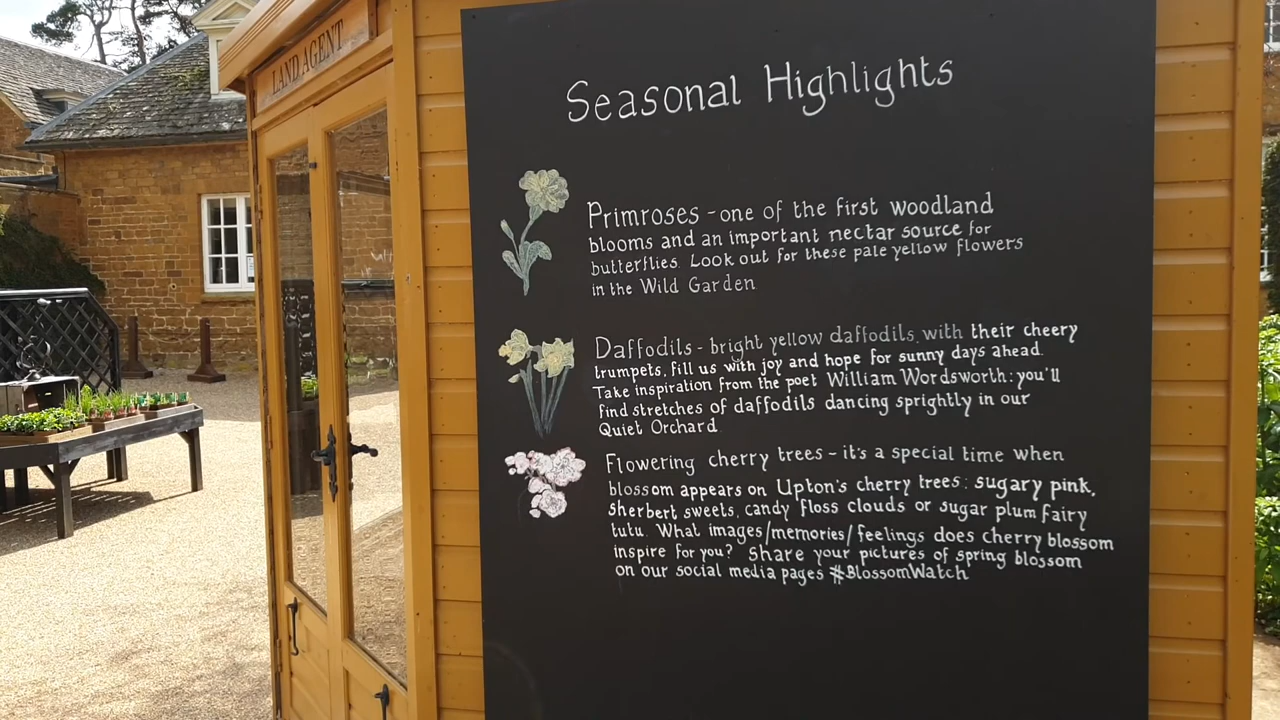 LAND AGENT
Seasonal Highlights
Primroses - one of the first woodland
blooms and an important nectar source for
butterflies. Look out for these pale yellow flowers
in the Wild Garden
Daffodils - bright yellow daffodils, with their cheery
trumpets, fill us with joy and hope for sunny days ahead.
Take inspiration from the poet William Wordsworth: you'll
find stretches of daffodils dancing sprightly in our
Quiet Orchard
Flowering cherry trees - it's a special time when
blossom appears on Upton's cherry trees: sugary pink,
sherbert sweets, candy floss clouds or sugar plum fairy
tutu. What images/memories/feelings does cherry blossom
inspire for you? Share your pictures of spring blossom
on our social media pages #BlossomWatch